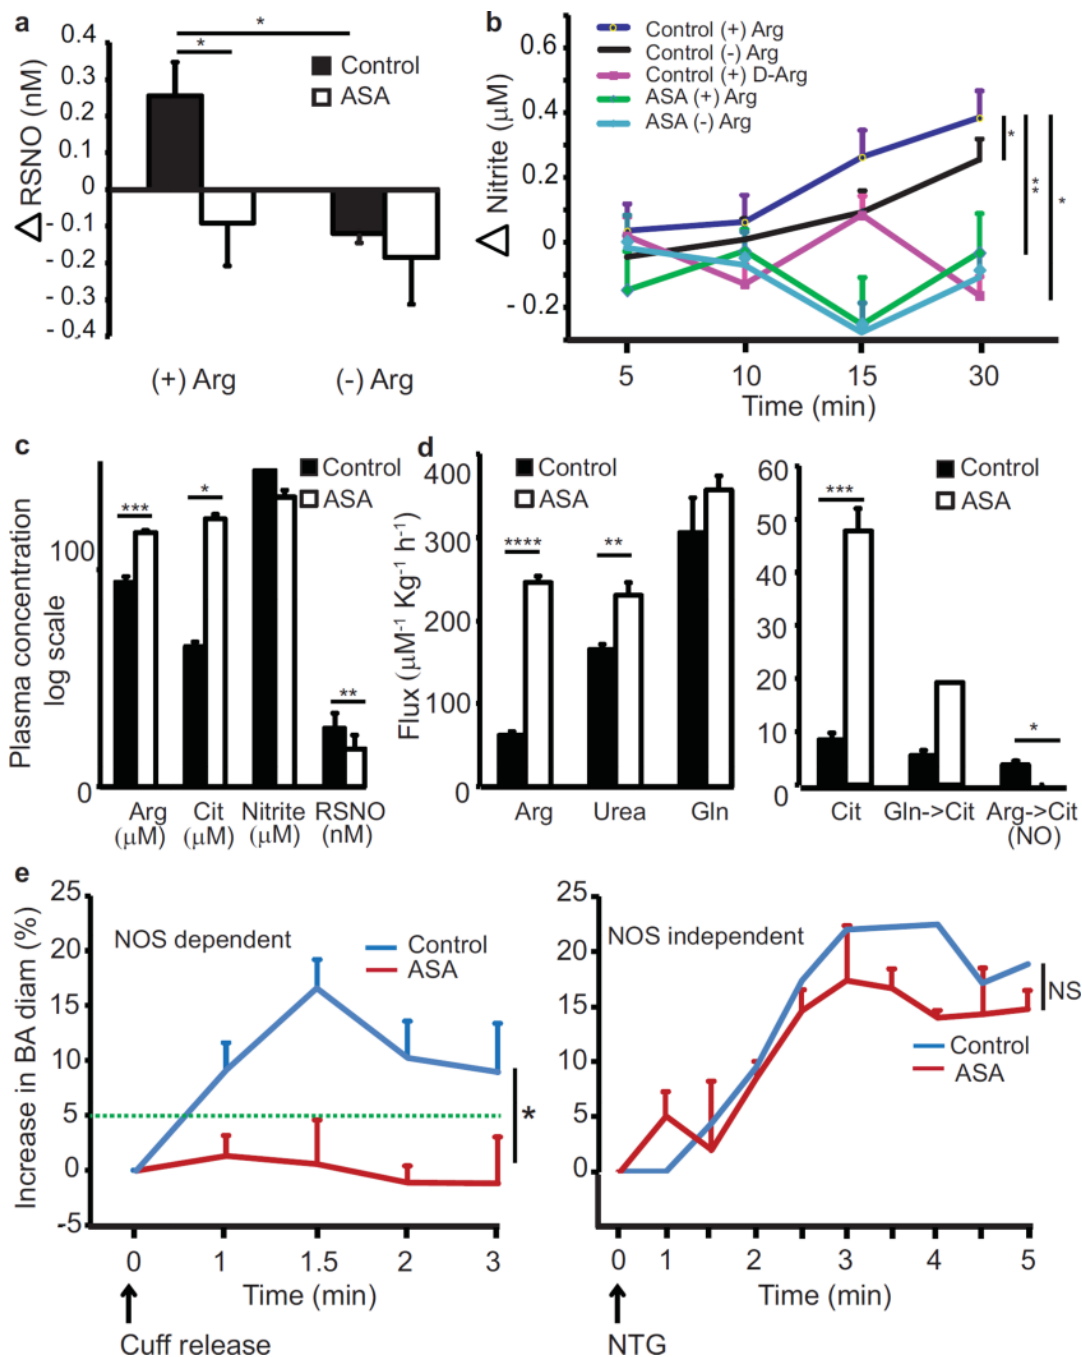 a
△ RSNO (nM)
0.4
0.3
0.2
0.1
0
- 0.1
- 0.2
- 0.3
- 0.4
*
*
Control
ASA
(+) Arg
(-) Arg
b
△ Nitrite (µM)
0.6
0.4
0.2
0
- 0.2
Control (+) Arg
Control (-) Arg
Control (+) D-Arg
ASA (+) Arg
ASA (-) Arg
*
**
*
5
10
15
30
Time (min)
c
Plasma concentration
log scale
100
0
***
*
**
Control
ASA
Arg
(µM)
Cit
(µM)
Nitrite
(µM)
RSNO
(nM)
d
Flux (µM⁻¹ Kg⁻¹ h⁻¹)
400
300
200
100
0
****
**
Control
ASA
Arg
Urea
Gln
60
50
40
30
20
10
0
***
*
Control
ASA
Cit
Gln->Cit
Arg->Cit
(NO)
e
Increase in BA diam (%)
25
20
15
10
5
0
-5
NOS dependent
Control
ASA
*
0
1
1.5
2
3
Time (min)
Cuff release
25
20
15
10
5
0
NOS independent
NS
Control
ASA
0
1
2
3
4
5
Time (min)
NTG